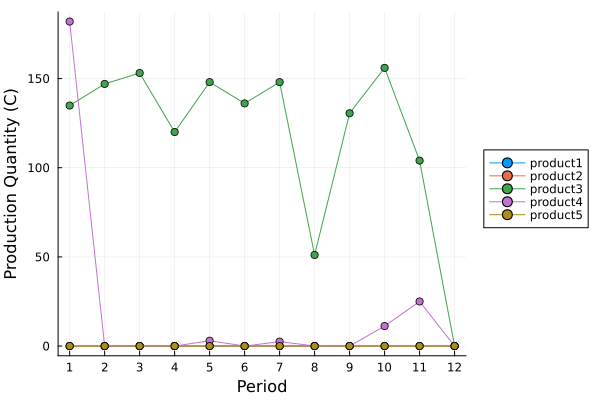 Production Quantity (C)
150
100
50
0
1 2 3 4 5 6 7 8 9 10 11 12
Period
product1
product2
product3
product4
product5